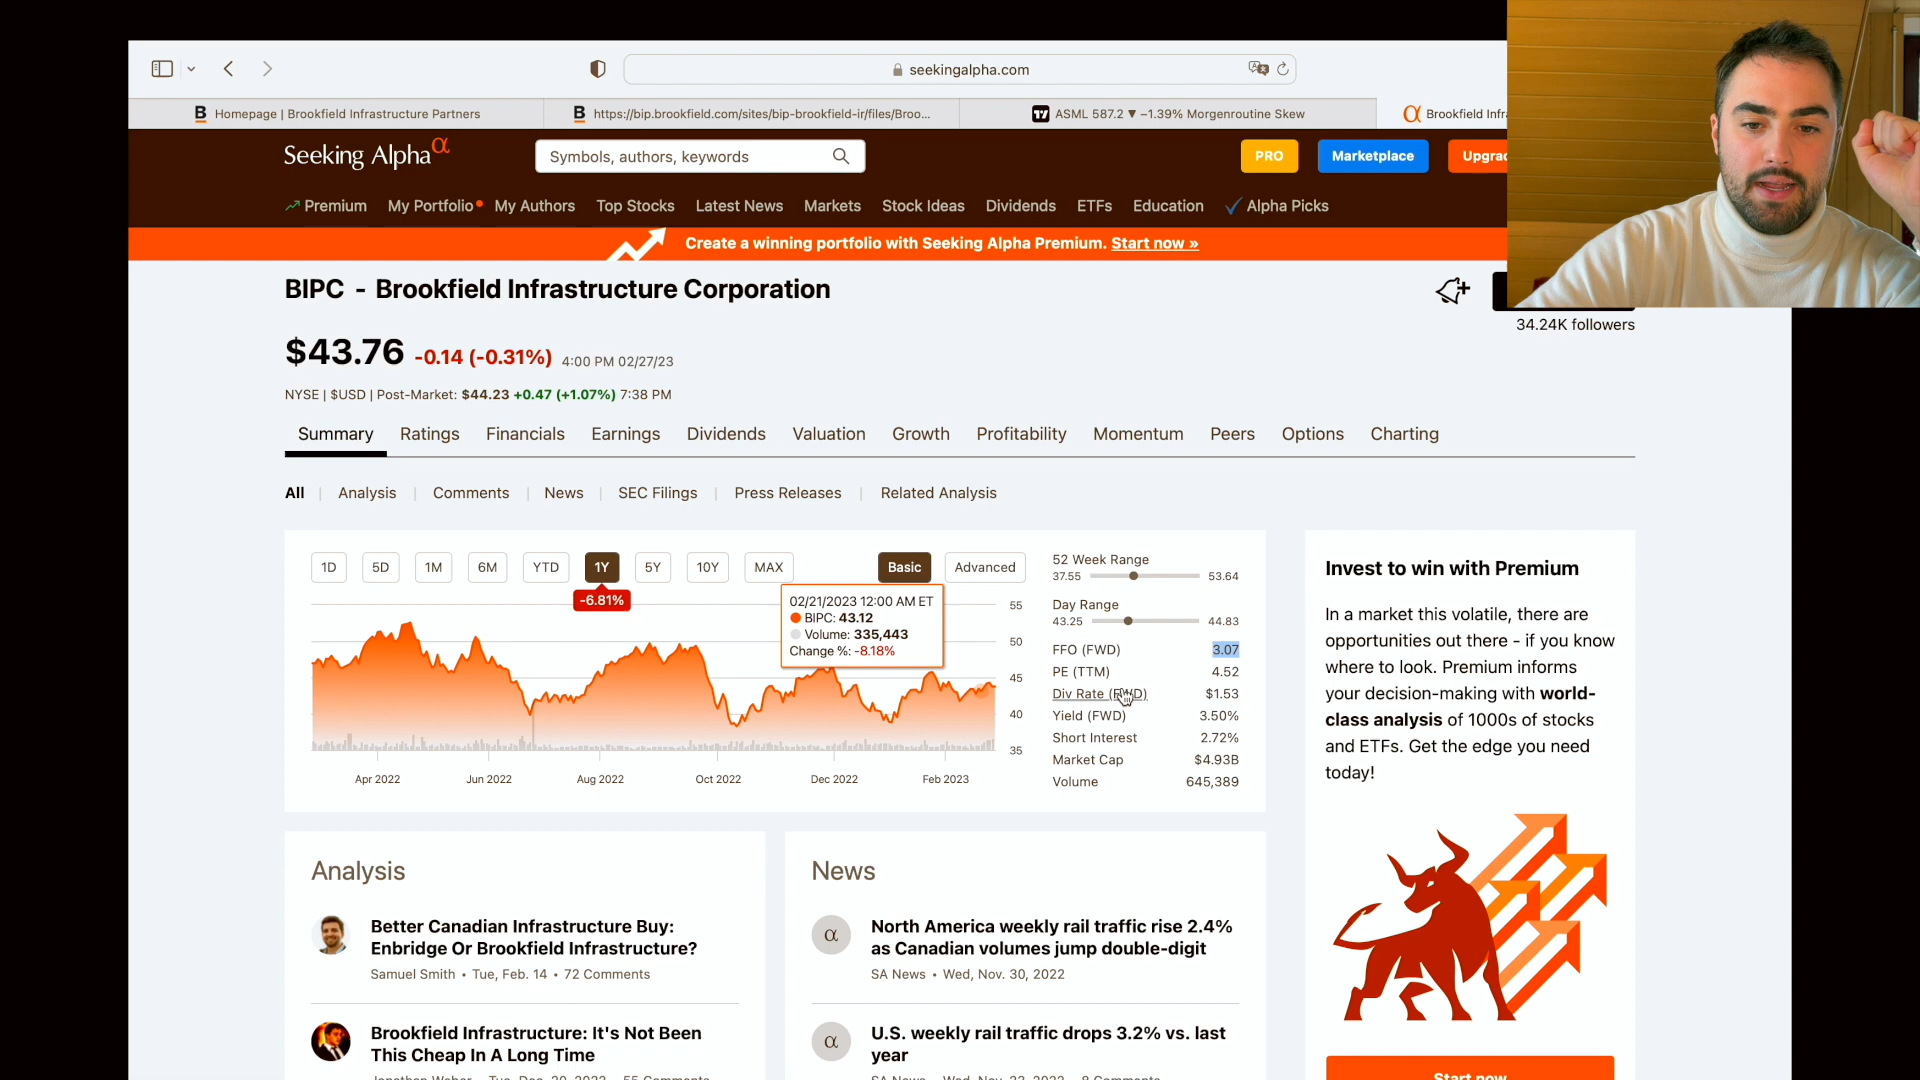 seekingalpha.com
Homepage | Brookfield Infrastructure Partners
https://bip.brookfield.com/sites/bip-brookfield-ir/files/Broo...
ASML 587.2 ▼ −1.39% Morgenroutine Skew
Brookfield Infr
Seeking Alpha α
Symbols, authors, keywords
PRO
Marketplace
Upgrad
Premium
My Portfolio
My Authors
Top Stocks
Latest News
Markets
Stock Ideas
Dividends
ETFs
Education
Alpha Picks
Create a winning portfolio with Seeking Alpha Premium. Start now »
BIPC - Brookfield Infrastructure Corporation
34.24K followers
$43.76 -0.14 (-0.31%) 4:00 PM 02/27/23
NYSE | $USD | Post-Market: $44.23 +0.47 (+1.07%) 7:38 PM
Summary
Ratings
Financials
Earnings
Dividends
Valuation
Growth
Profitability
Momentum
Peers
Options
Charting
All | Analysis | Comments | News | SEC Filings | Press Releases | Related Analysis
1D
5D
1M
6M
YTD
1Y
5Y
10Y
MAX
Basic
Advanced
-6.81%
02/21/2023 12:00 AM ET
BIPC: 43.12
Volume: 335,443
Change %: -8.18%
55
50
45
40
35
Apr 2022
Jun 2022
Aug 2022
Oct 2022
Dec 2022
Feb 2023
52 Week Range
37.55 53.64
Day Range
43.25 44.83
FFO (FWD) 3.07
PE (TTM) 4.52
Div Rate (FWD) $1.53
Yield (FWD) 3.50%
Short Interest 2.72%
Market Cap $4.93B
Volume 645,389
Invest to win with Premium
In a market this volatile, there are
opportunities out there - if you know
where to look. Premium informs
your decision-making with world-
class analysis of 1000s of stocks
and ETFs. Get the edge you need
today!
Start now
Analysis
Better Canadian Infrastructure Buy:
Enbridge Or Brookfield Infrastructure?
Samuel Smith • Tue, Feb. 14 • 72 Comments
Brookfield Infrastructure: It's Not Been
This Cheap In A Long Time
Jonathan Weber • Tue, Dec. 20, 2022 • 55 Comments
News
α
North America weekly rail traffic rise 2.4%
as Canadian volumes jump double-digit
SA News • Wed, Nov. 30, 2022
α
U.S. weekly rail traffic drops 3.2% vs. last
year
SA News • Wed, Nov. 23, 2022 • 8 Comments